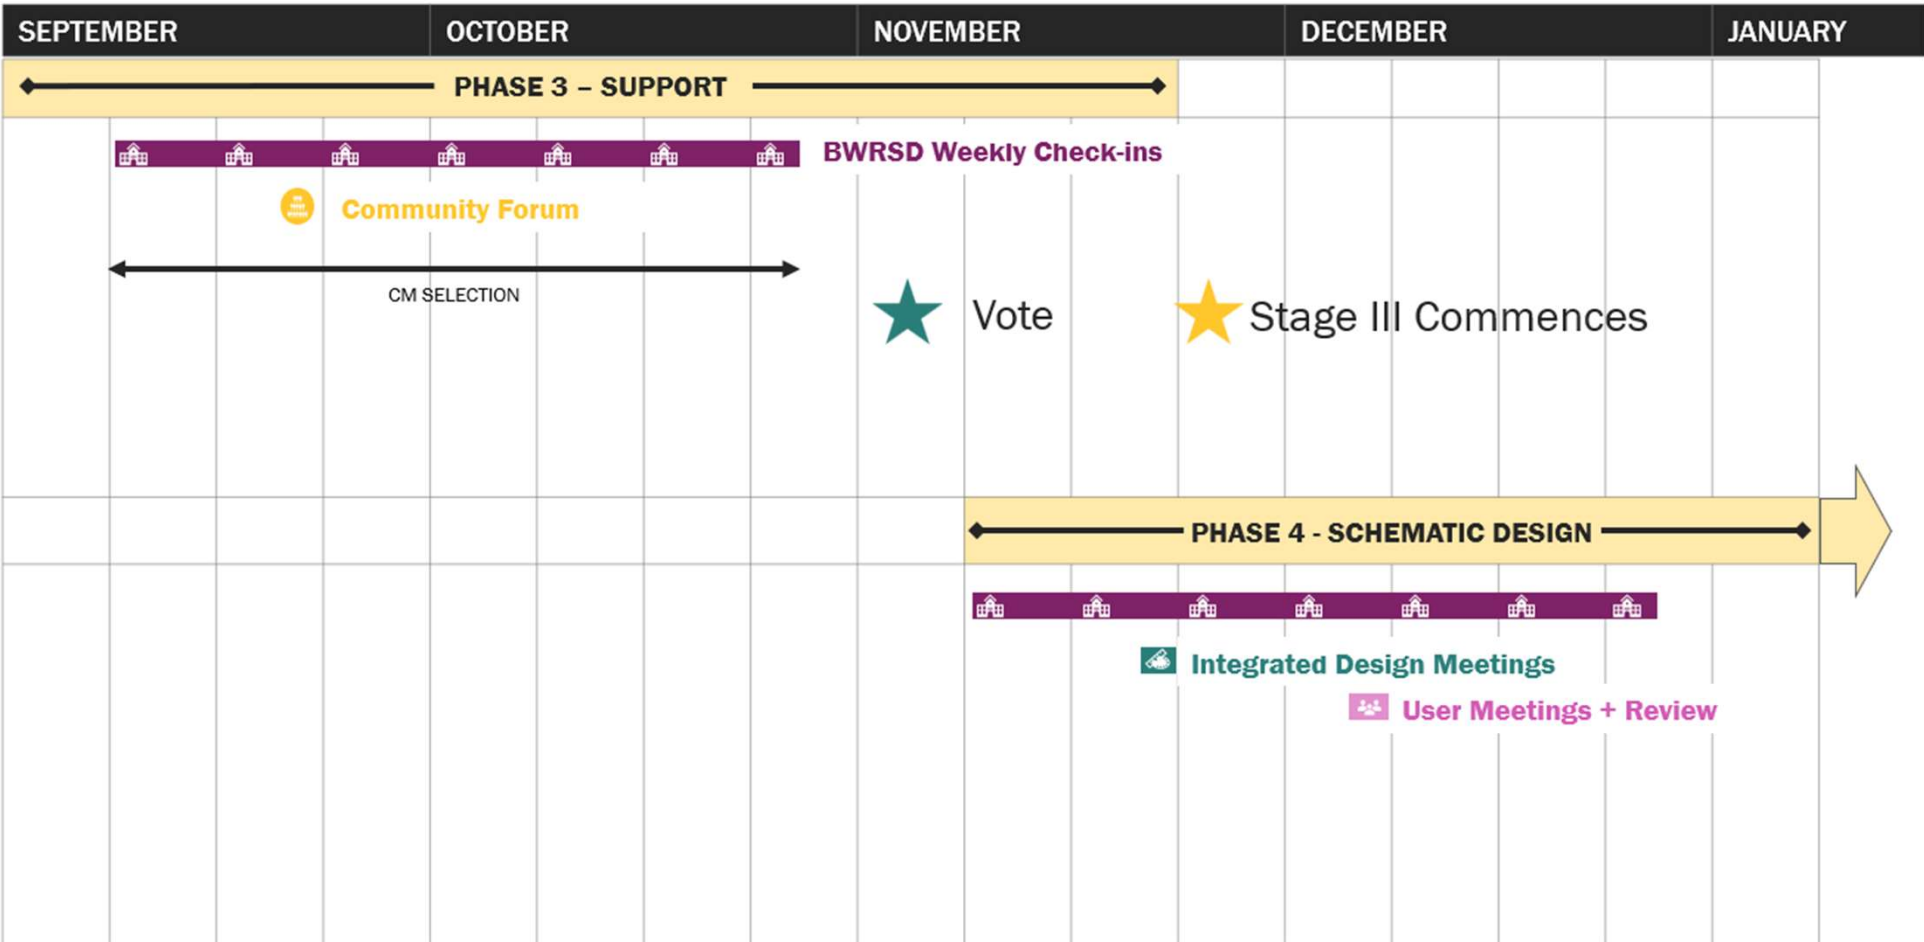 SEPTEMBER
OCTOBER
NOVEMBER
DECEMBER
JANUARY
PHASE 3 – SUPPORT
BWRSD Weekly Check-ins
Community Forum
CM SELECTION
Vote
Stage III Commences
PHASE 4 - SCHEMATIC DESIGN
Integrated Design Meetings
User Meetings + Review